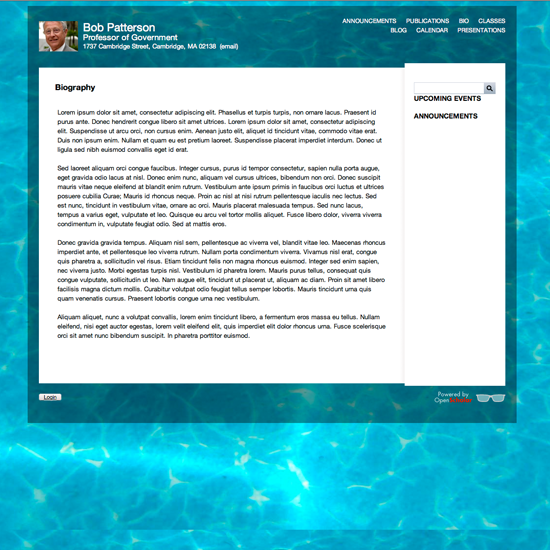 Bob Patterson
Professor of Government
1737 Cambridge Street, Cambridge, MA 02138 (email)
ANNOUNCEMENTS PUBLICATIONS BIO CLASSES
BLOG CALENDAR PRESENTATIONS
Biography
Lorem ipsum dolor sit amet, consectetur adipiscing elit. Phasellus et turpis turpis, non ornare lacus. Praesent id
purus ante. Donec hendrerit congue libero sit amet ultrices. Lorem ipsum dolor sit amet, consectetur adipiscing
elit. Suspendisse ut arcu orci, non cursus enim. Aenean justo elit, aliquet id tincidunt vitae, commodo vitae erat.
Duis non ipsum enim. Nullam et quam eu est pretium laoreet. Suspendisse placerat imperdiet interdum. Donec ut
ligula sed nibh euismod convallis eget id erat.
Sed laoreet aliquam orci congue faucibus. Integer cursus, purus id tempor consectetur, sapien nulla porta augue,
eget gravida odio lacus at nisl. Donec enim nunc, aliquam vel cursus ultrices, bibendum non orci. Donec suscipit
mauris vitae neque eleifend at blandit enim rutrum. Vestibulum ante ipsum primis in faucibus orci luctus et ultrices
posuere cubilia Curae; Mauris id rhoncus neque. Proin ac nisl at nisi rutrum pellentesque iaculis nec lectus. Sed
est nunc, tincidunt in vestibulum vitae, ornare ac orci. Mauris placerat malesuada tempus. Sed nunc lacus,
tempus a varius eget, vulputate et leo. Quisque eu arcu vel tortor mollis aliquet. Fusce libero dolor, viverra viverra
condimentum in, vulputate feugiat odio. Sed at mattis eros.
Donec gravida gravida tempus. Aliquam nisl sem, pellentesque ac viverra vel, blandit vitae leo. Maecenas rhoncus
imperdiet ante, et pellentesque leo viverra rutrum. Nullam porta condimentum viverra. Vivamus nisl erat, congue
quis pharetra a, sollicitudin vel risus. Etiam tincidunt felis non magna rhoncus euismod. Integer sed enim sapien,
nec viverra justo. Morbi egestas turpis nisl. Vestibulum id pharetra lorem. Mauris purus tellus, consequat quis
congue vulputate, sollicitudin ut leo. Nam augue elit, tincidunt ut placerat ut, aliquam ac diam. Proin sit amet libero
facilisis magna dictum mollis. Curabitur volutpat odio feugiat tellus semper lobortis. Mauris tincidunt urna quis
quam venenatis cursus. Praesent lobortis congue urna nec vestibulum.
Aliquam aliquet, nunc a volutpat convallis, lorem enim tincidunt libero, a fermentum eros massa eu tellus. Nullam
eleifend, nisi eget auctor egestas, lorem velit eleifend elit, quis imperdiet elit dolor rhoncus urna. Fusce scelerisque
orci sit amet nunc bibendum suscipit. In pharetra porttitor euismod.
UPCOMING EVENTS
ANNOUNCEMENTS
Login
Powered by
OpenScholar